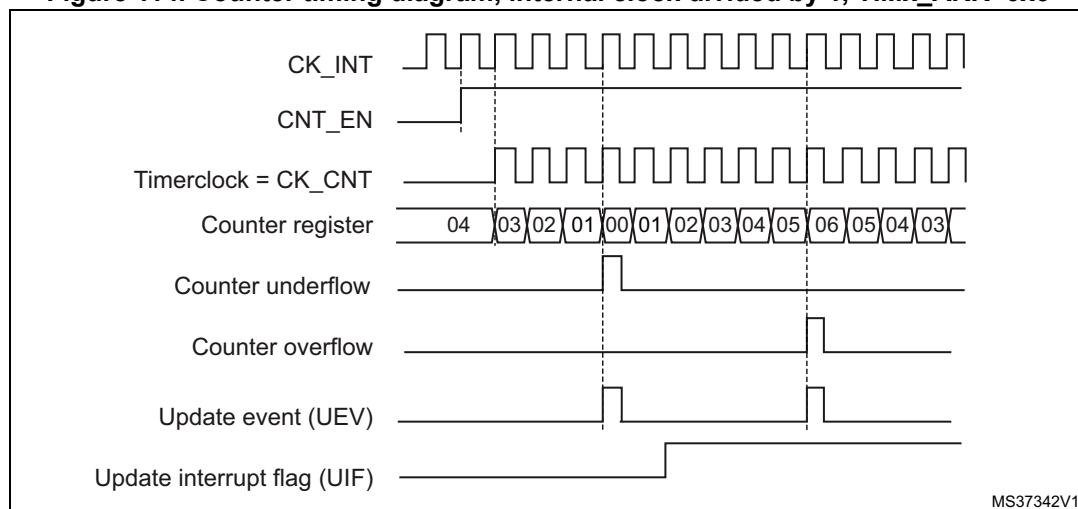 CK_INT
CNT_EN
Timerclock = CK_CNT
Counter register 04 03 02 01 00 01 02 03 04 05 06 05 04 03
Counter underflow
Counter overflow
Update event (UEV)
Update interrupt flag (UIF)
MS37342V1